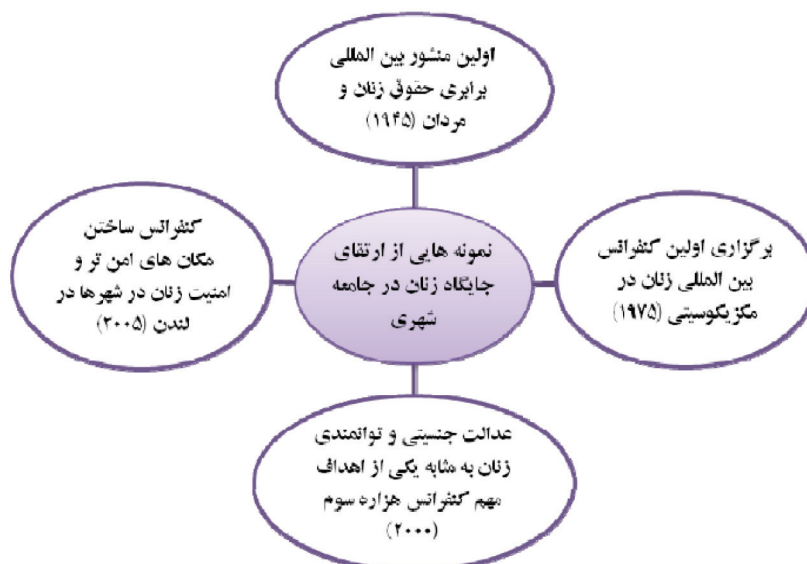 اولین منشور بین المللی
برابری حقوق زنان و
مردان (۱۹۴۵)
نمونه هایی از ارتقای
جایگاه زنان در جامعه
شهری
برگزاری اولین کنفرانس
بین المللی زنان در
مکزیکوسیتی (۱۹۷۵)
کنفرانس ساختن
مکان های امن تر و
امنیت زنان در شهرها در
لندن (۲۰۰۵)
عدالت جنسیتی و توانمندی
زنان به مثابه یکی از اهداف
مهم کنفرانس هزاره سوم
(۲۰۰۰)